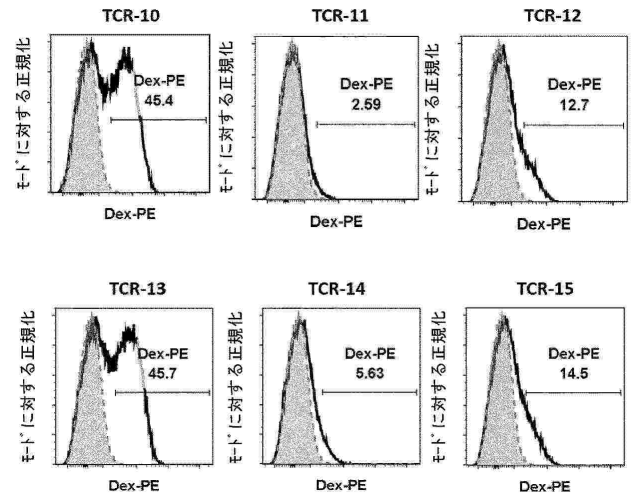 TCR-10
モードに対する正規化
Dex-PE
45.4
Dex-PE
TCR-11
モードに対する正規化
Dex-PE
2.59
Dex-PE
TCR-12
モードに対する正規化
Dex-PE
12.7
Dex-PE
TCR-13
モードに対する正規化
Dex-PE
45.7
Dex-PE
TCR-14
モードに対する正規化
Dex-PE
5.63
Dex-PE
TCR-15
モードに対する正規化
Dex-PE
14.5
Dex-PE